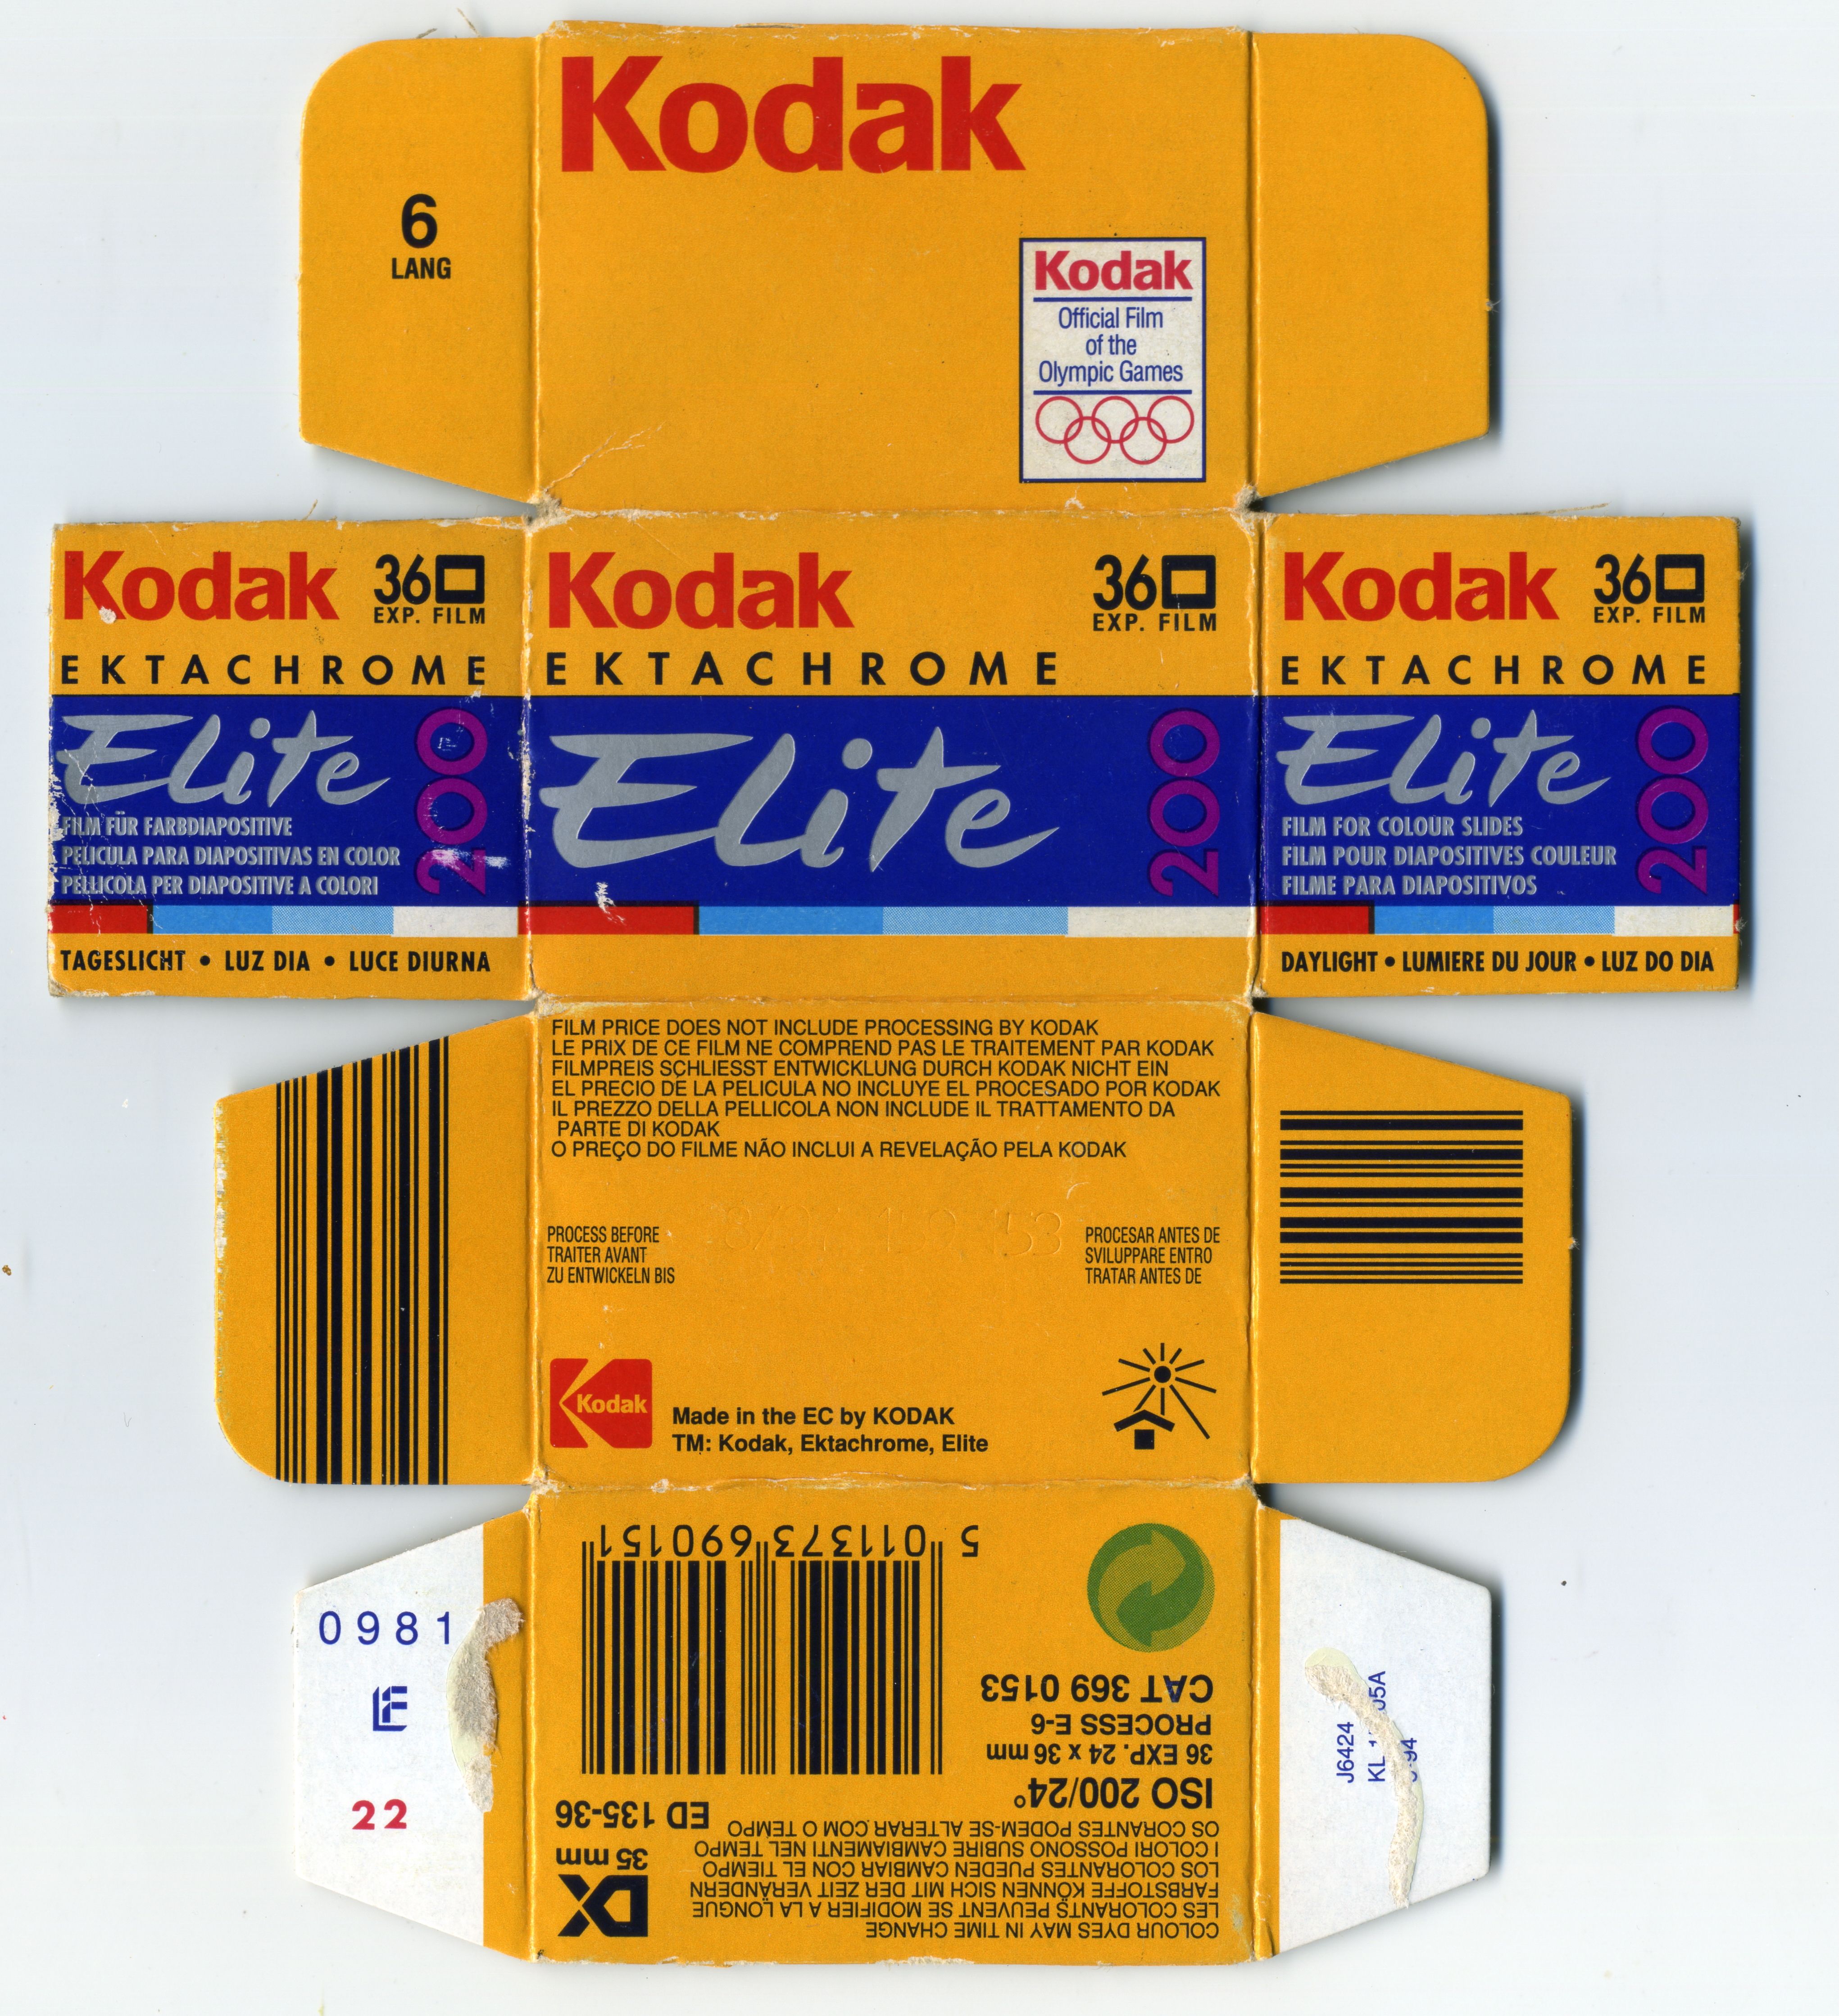 Kodak
6
LANG
Kodak
Official Film
of the
Olympic Games
Kodak 36
EXP. FILM
EKTACHROME
Elite 200
FILM FÜR FARBDIAPOSITIVE
PELICULA PARA DIAPOSITIVAS EN COLOR
PELLICOLA PER DIAPOSITIVE A COLORI
TAGESLICHT • LUZ DIA • LUCE DIURNA
Kodak 36
EXP. FILM
EKTACHROME
Elite 200
Kodak 36
EXP. FILM
EKTACHROME
Elite 200
FILM FOR COLOUR SLIDES
FILM POUR DIAPOSITIVES COULEUR
FILME PARA DIAPOSITIVOS
DAYLIGHT • LUMIERE DU JOUR • LUZ DO DIA
FILM PRICE DOES NOT INCLUDE PROCESSING BY KODAK
LE PRIX DE CE FILM NE COMPREND PAS LE TRAITEMENT PAR KODAK
FILMPREIS SCHLIESST ENTWICKLUNG DURCH KODAK NICHT EIN
EL PRECIO DE LA PELICULA NO INCLUYE EL PROCESADO POR KODAK
IL PREZZO DELLA PELLICOLA NON INCLUDE IL TRATTAMENTO DA
PARTE DI KODAK
O PREÇO DO FILME NÃO INCLUI A REVELAÇÃO PELA KODAK
PROCESS BEFORE
TRAITER AVANT
ZU ENTWICKELN BIS
PROCESAR ANTES DE
SVILUPPARE ENTRO
TRATAR ANTES DE
Kodak
Made in the EC by KODAK
TM: Kodak, Ektachrome, Elite
COLOUR DYES MAY IN TIME CHANGE
LES COLORANTS PEUVENT SE MODIFIER A LA LONGUE
FARBSTOFFE KÖNNEN SICH MIT DER ZEIT VERÄNDERN
LOS COLORANTES PUEDEN CAMBIAR CON EL TIEMPO
I COLORI POSSONO SUBIRE CAMBIAMENTI NEL TEMPO
OS CORANTES PODEM-SE ALTERAR COM O TEMPO
DX
35 mm
ED 135-36
ISO 200/24°
36 EXP. 24 x 36 mm
PROCESS E-6
CAT 369 0153
5 011373 690151
0981
E
22
J6424
KL